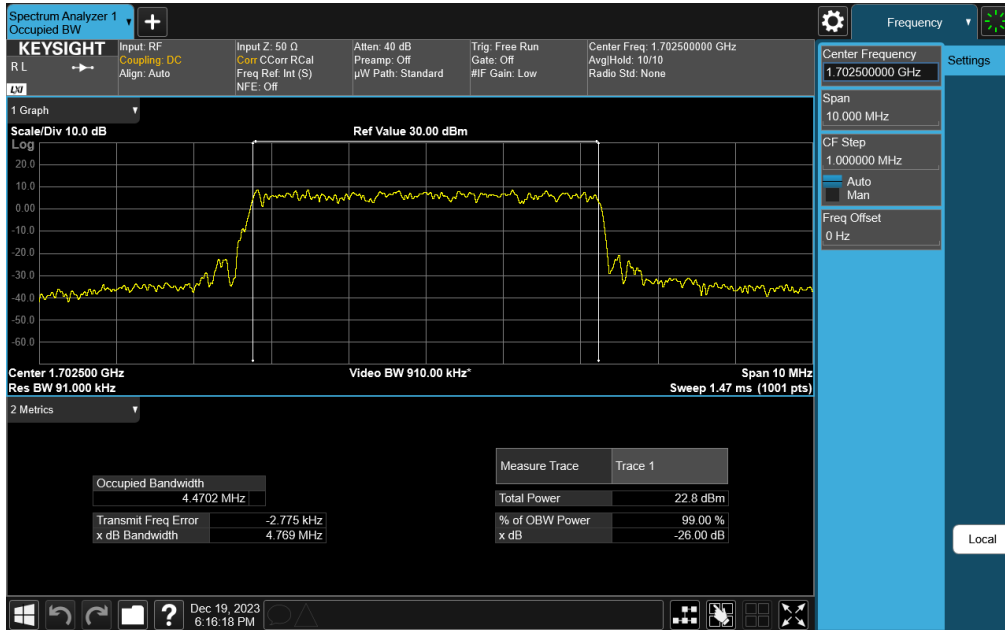 Spectrum Analyzer 1
Occupied BW
Frequency
KEYSIGHT
R L
LXI
Input: RF
Coupling: DC
Align: Auto
Input Z: 50 Ω
Corr CCorr RCal
Freq Ref: Int (S)
NFE: Off
Atten: 40 dB
Preamp: Off
µW Path: Standard
Trig: Free Run
Gate: Off
#IF Gain: Low
Center Freq: 1.702500000 GHz
Avg|Hold: 10/10
Radio Std: None
Center Frequency
1.702500000 GHz
Settings
Span
10.000 MHz
CF Step
1.000000 MHz
Auto
Man
Freq Offset
0 Hz
1 Graph
Scale/Div 10.0 dB
Ref Value 30.00 dBm
Log
20.0
10.0
0.00
-10.0
-20.0
-30.0
-40.0
-50.0
-60.0
Center 1.702500 GHz
Video BW 910.00 kHz*
Span 10 MHz
Res BW 91.000 kHz
Sweep 1.47 ms (1001 pts)
2 Metrics
Measure Trace
Trace 1
Occupied Bandwidth
4.4702 MHz
Total Power
22.8 dBm
Transmit Freq Error
-2.775 kHz
% of OBW Power
99.00 %
x dB Bandwidth
4.769 MHz
x dB
-26.00 dB
Local
?
Dec 19, 2023
6:16:18 PM